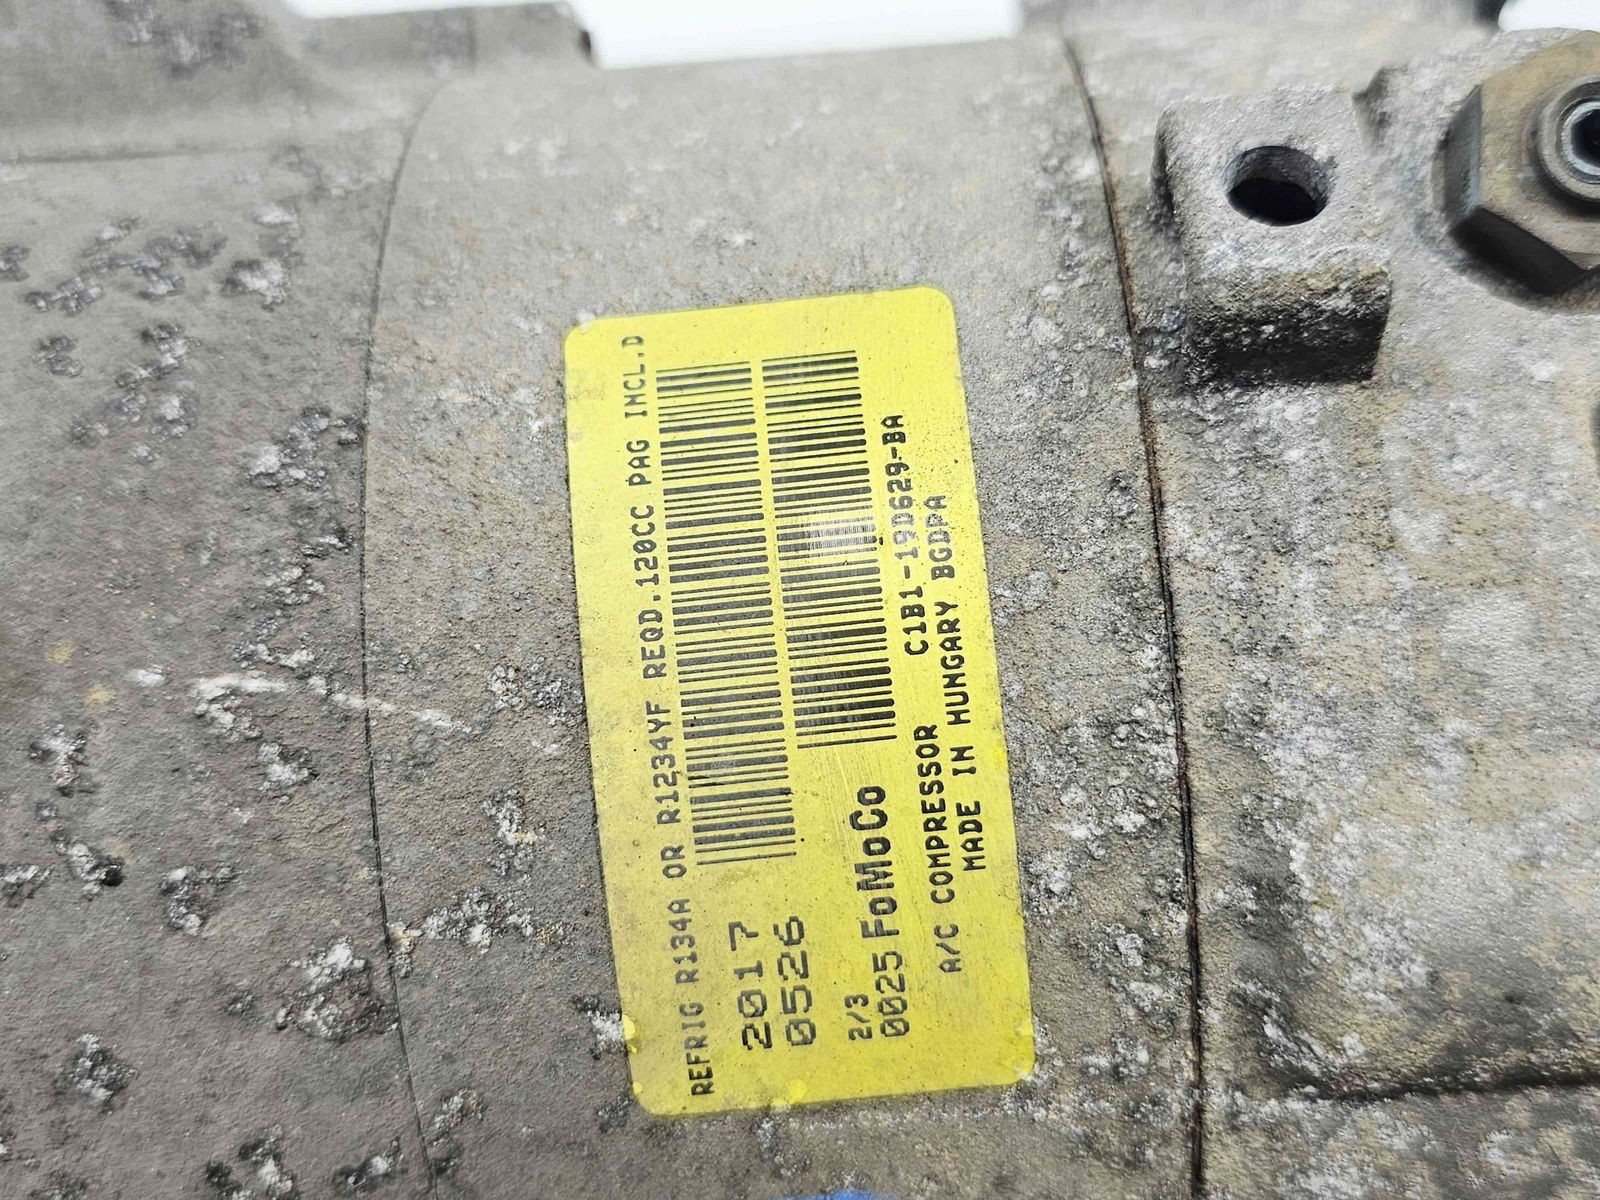 REFRIG R134A OR R1234YF REQD.120CC PAG INCL.D
2017
0526
2/3
0025 FoMoCo
A/C COMPRESSOR C1B1-19D629-BA
MADE IN HUNGARY BGDPA